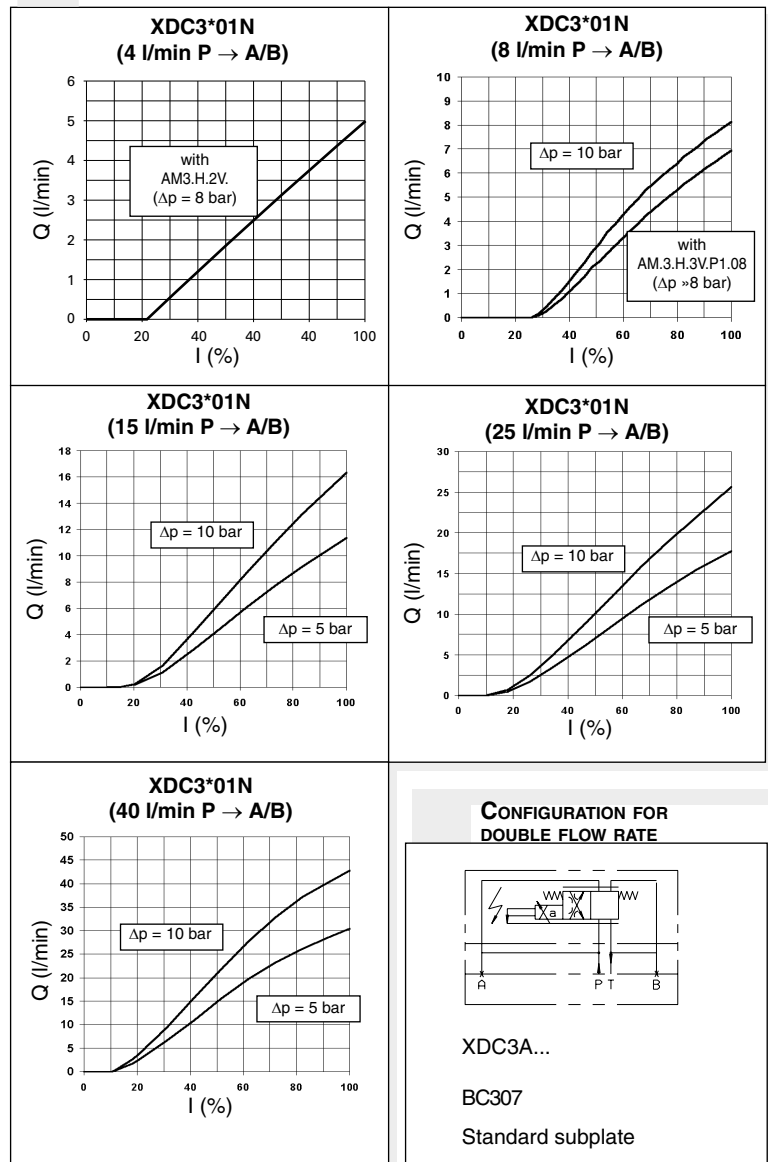 XDC3*01N
(4 l/min P → A/B)
6
5
4
3
2
1
0
Q (l/min)
with
AM3.H.2V.
(Δp = 8 bar)
0 20 40 40 40 100
I (%)
XDC3*01N
(8 l/min P → A/B)
10
9
8
7
6
5
4
3
2
1
0
Q (l/min)
Δp = 10 bar
with
AM.3.H.3V.P1.08
(Δp »8 bar)
0 20 40 60 80 100
I (%)
XDC3*01N
(15 l/min P → A/B)
18
16
14
12
10
8
6
4
2
0
Q (l/min)
Δp = 10 bar
Δp = 5 bar
0 20 40 60 80 100
I (%)
XDC3*01N
(25 l/min P → A/B)
30
25
20
15
10
5
0
Q (l/min)
Δp = 10 bar
Δp = 5 bar
0 20 40 60 80 100
I (%)
XDC3*01N
(40 l/min P → A/B)
50
45
40
35
30
25
20
15
10
5
0
Q (l/min)
Δp = 10 bar
Δp = 5 bar
0 20 40 60 80 100
I (%)
CONFIGURATION FOR
DOUBLE FLOW RATE
a
A P T B
XDC3A...
BC307
Standard subplate